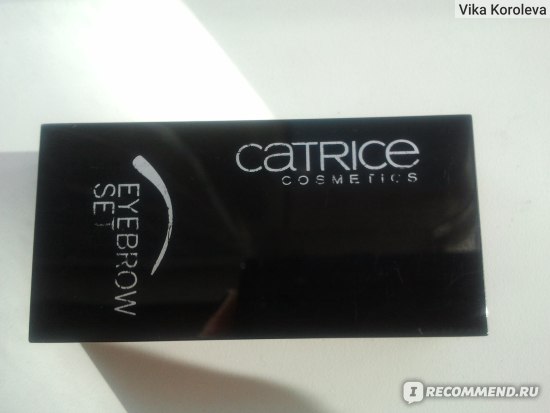 Vika Koroleva
CATRICE
COSMETICS
EYEBROW
SET
IRECOMMEND.RU